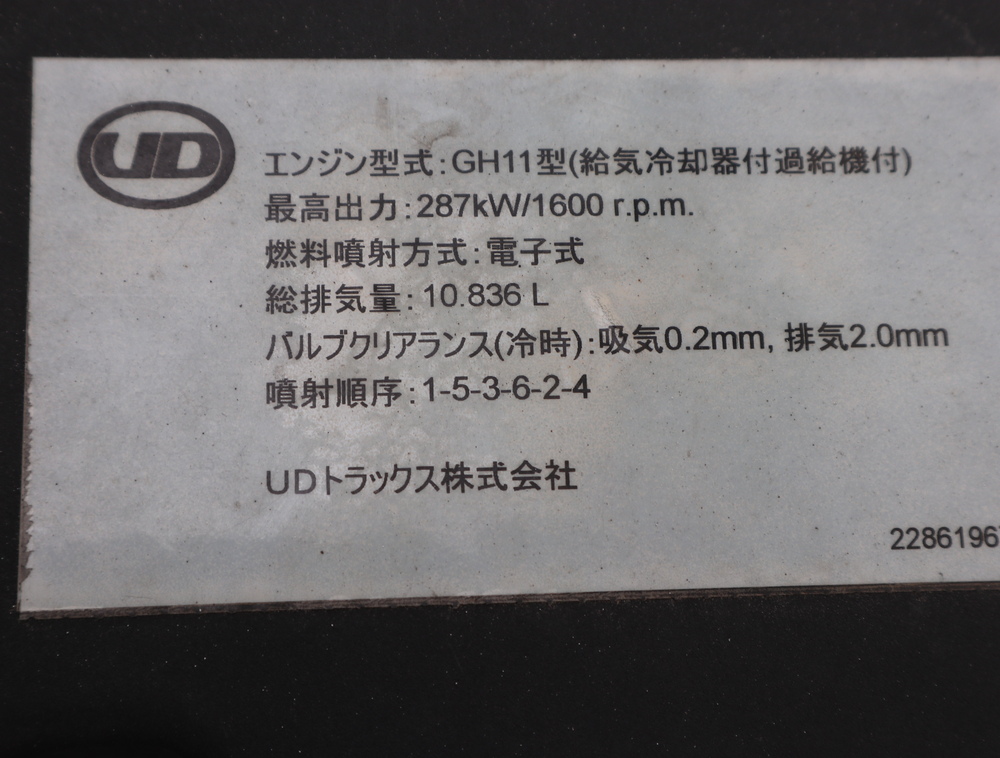 UD
エンジン型式:GH11型(給気冷却器付過給機付)
最高出力:287kW/1600 r.p.m.
燃料噴射方式:電子式
総排気量:10.836 L
バルブクリアランス(冷時):吸気0.2mm, 排気2.0mm
噴射順序:1-5-3-6-2-4
UDトラックス株式会社
2286196